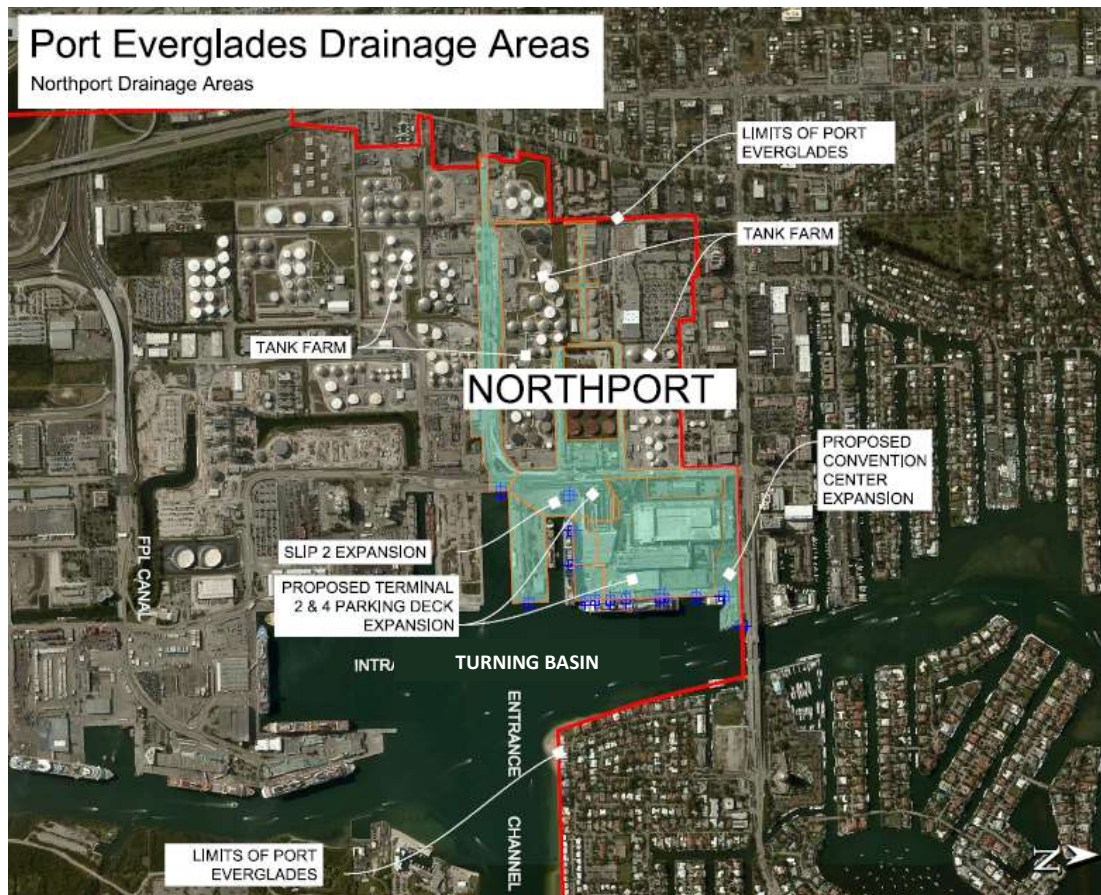 Port Everglades Drainage Areas
Northport Drainage Areas
LIMITS OF PORT
EVERGLADES
TANK FARM
TANK FARM
NORTHPORT
PROPOSED
CONVENTION
CENTER
EXPANSION
SLIP 2 EXPANSION
PROPOSED TERMINAL
2 & 4 PARKING DECK
EXPANSION
FPL CANAL
INTRA
TURNING BASIN
ENTRANCE CHANNEL
LIMITS OF PORT
EVERGLADES
N